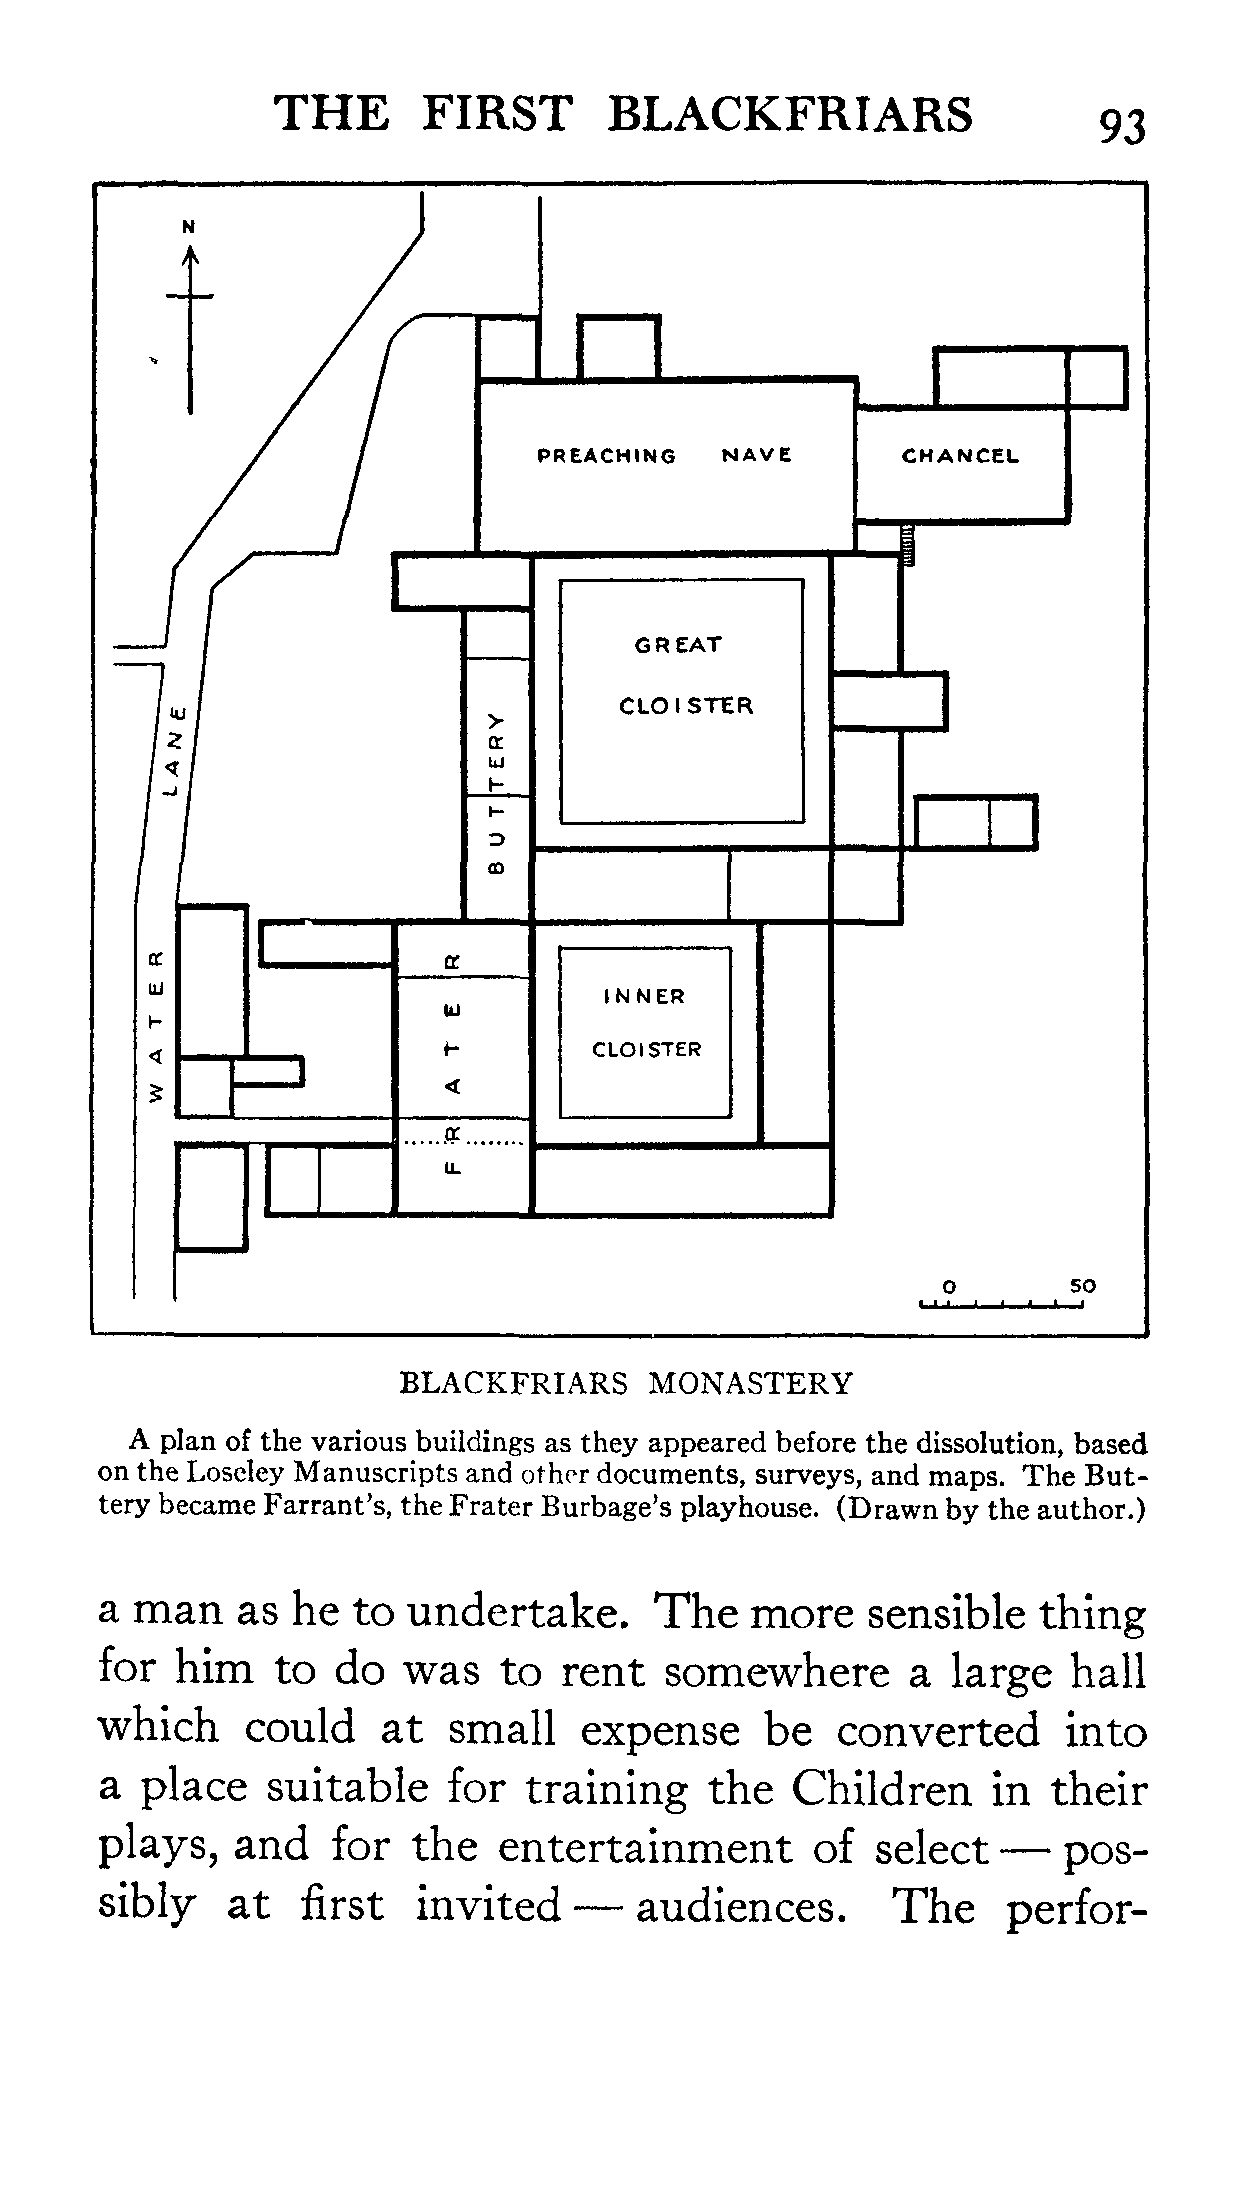 THE FIRST BLACKFRIARS 93
N
PREACHING NAVE
CHANCEL
GREAT
CLOISTER
BUTTERY
WATER LANE
INNER
CLOISTER
FRATER
0 50
BLACKFRIARS MONASTERY
A plan of the various buildings as they appeared before the dissolution, based
on the Loseley Manuscripts and other documents, surveys, and maps. The But-
tery became Farrant's, the Frater Burbage's playhouse. (Drawn by the author.)
a man as he to undertake. The more sensible thing
for him to do was to rent somewhere a large hall
which could at small expense be converted into
a place suitable for training the Children in their
plays, and for the entertainment of select — pos-
sibly at first invited — audiences. The perfor-